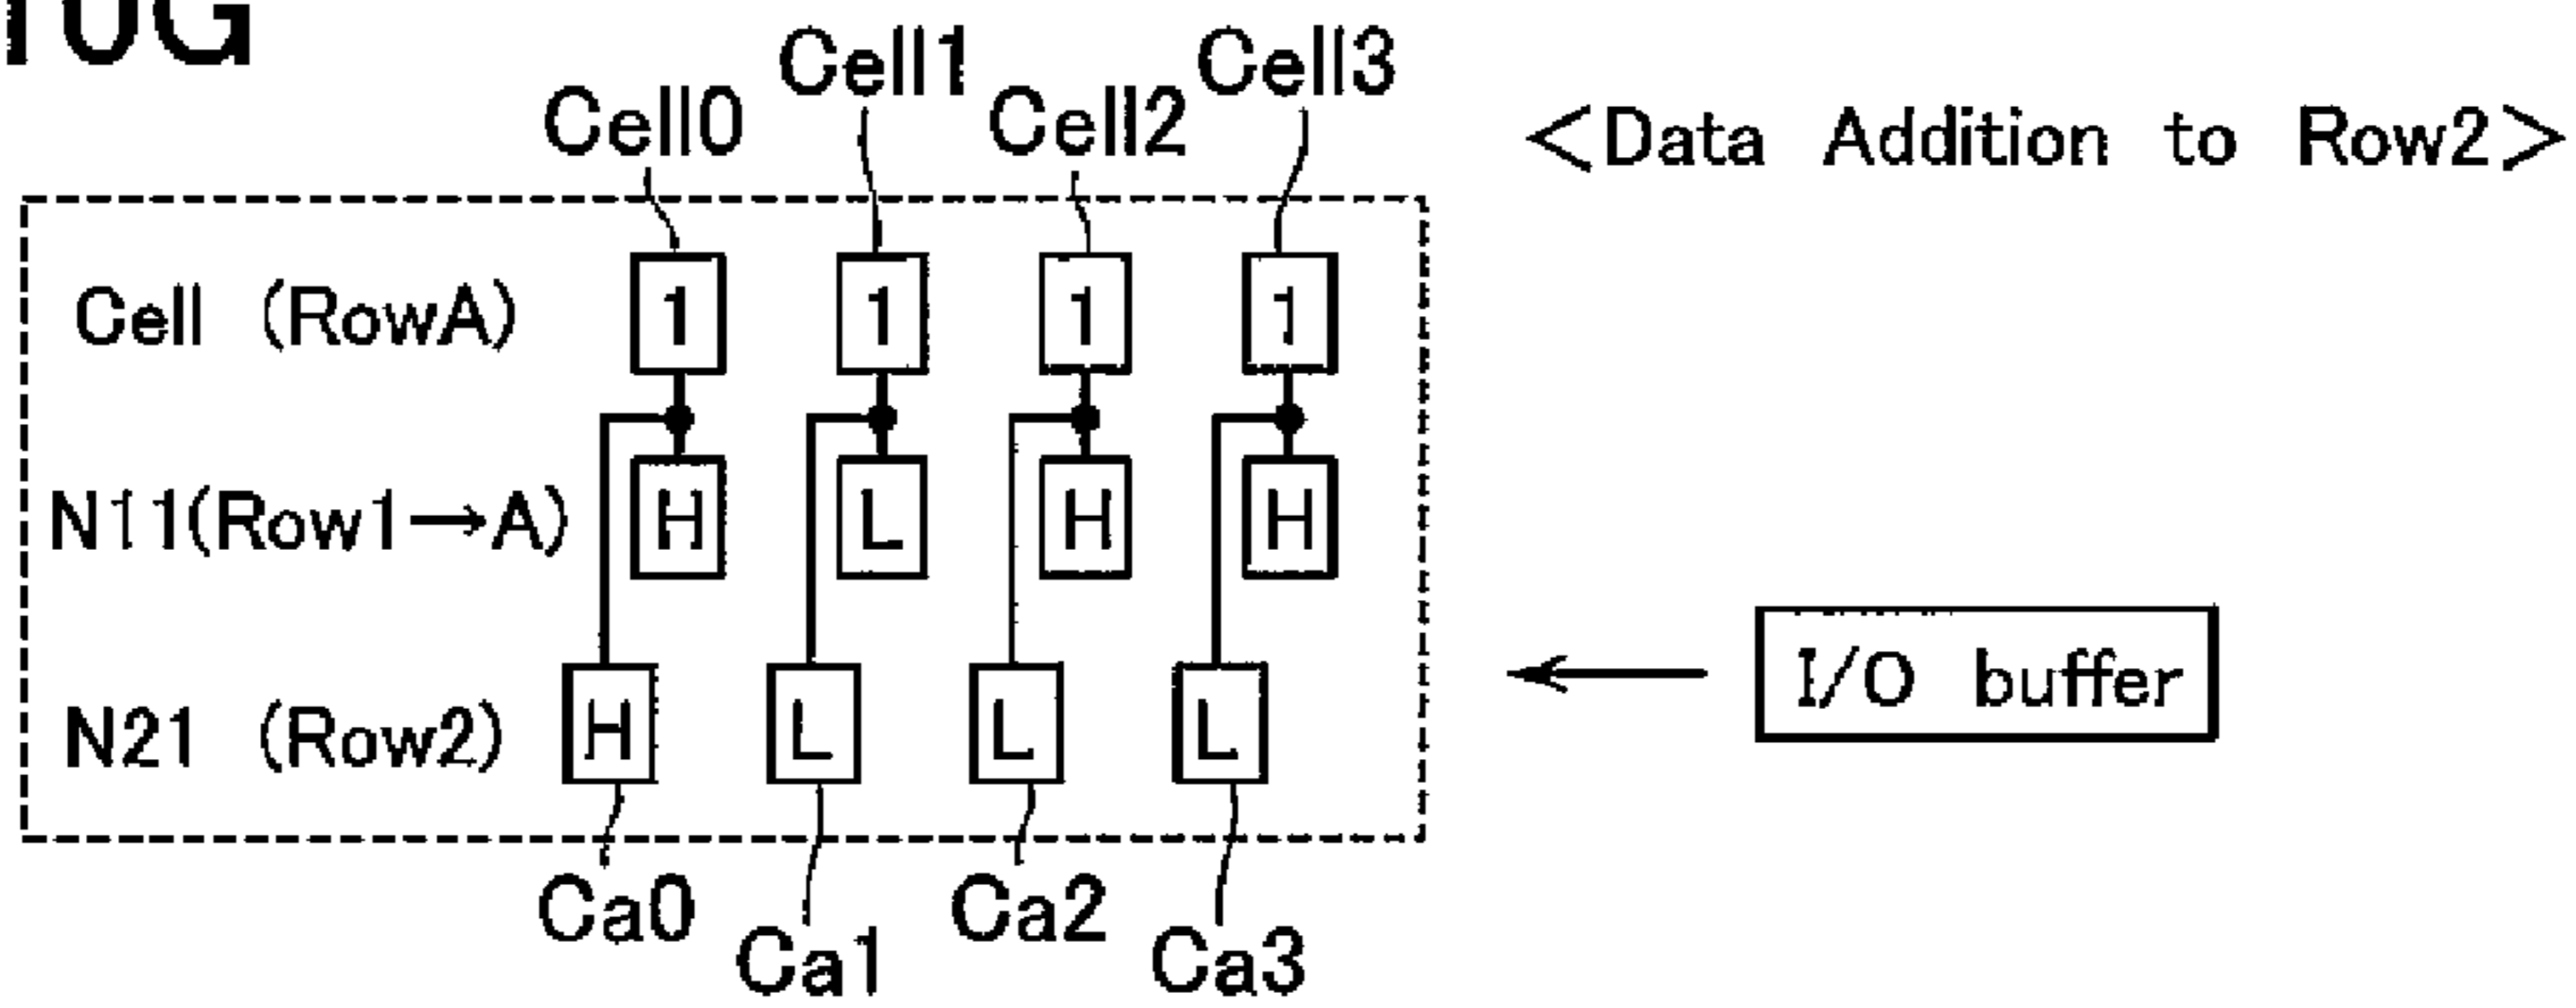 10G
Cell0 Cell1 Cell2 Cell3
<Data Addition to Row2>
Cell (RowA) 1 1 1 1
N11(Row1→A) H L H H
N21 (Row2) H L L L
I/O buffer
Ca0 Ca1 Ca2 Ca3